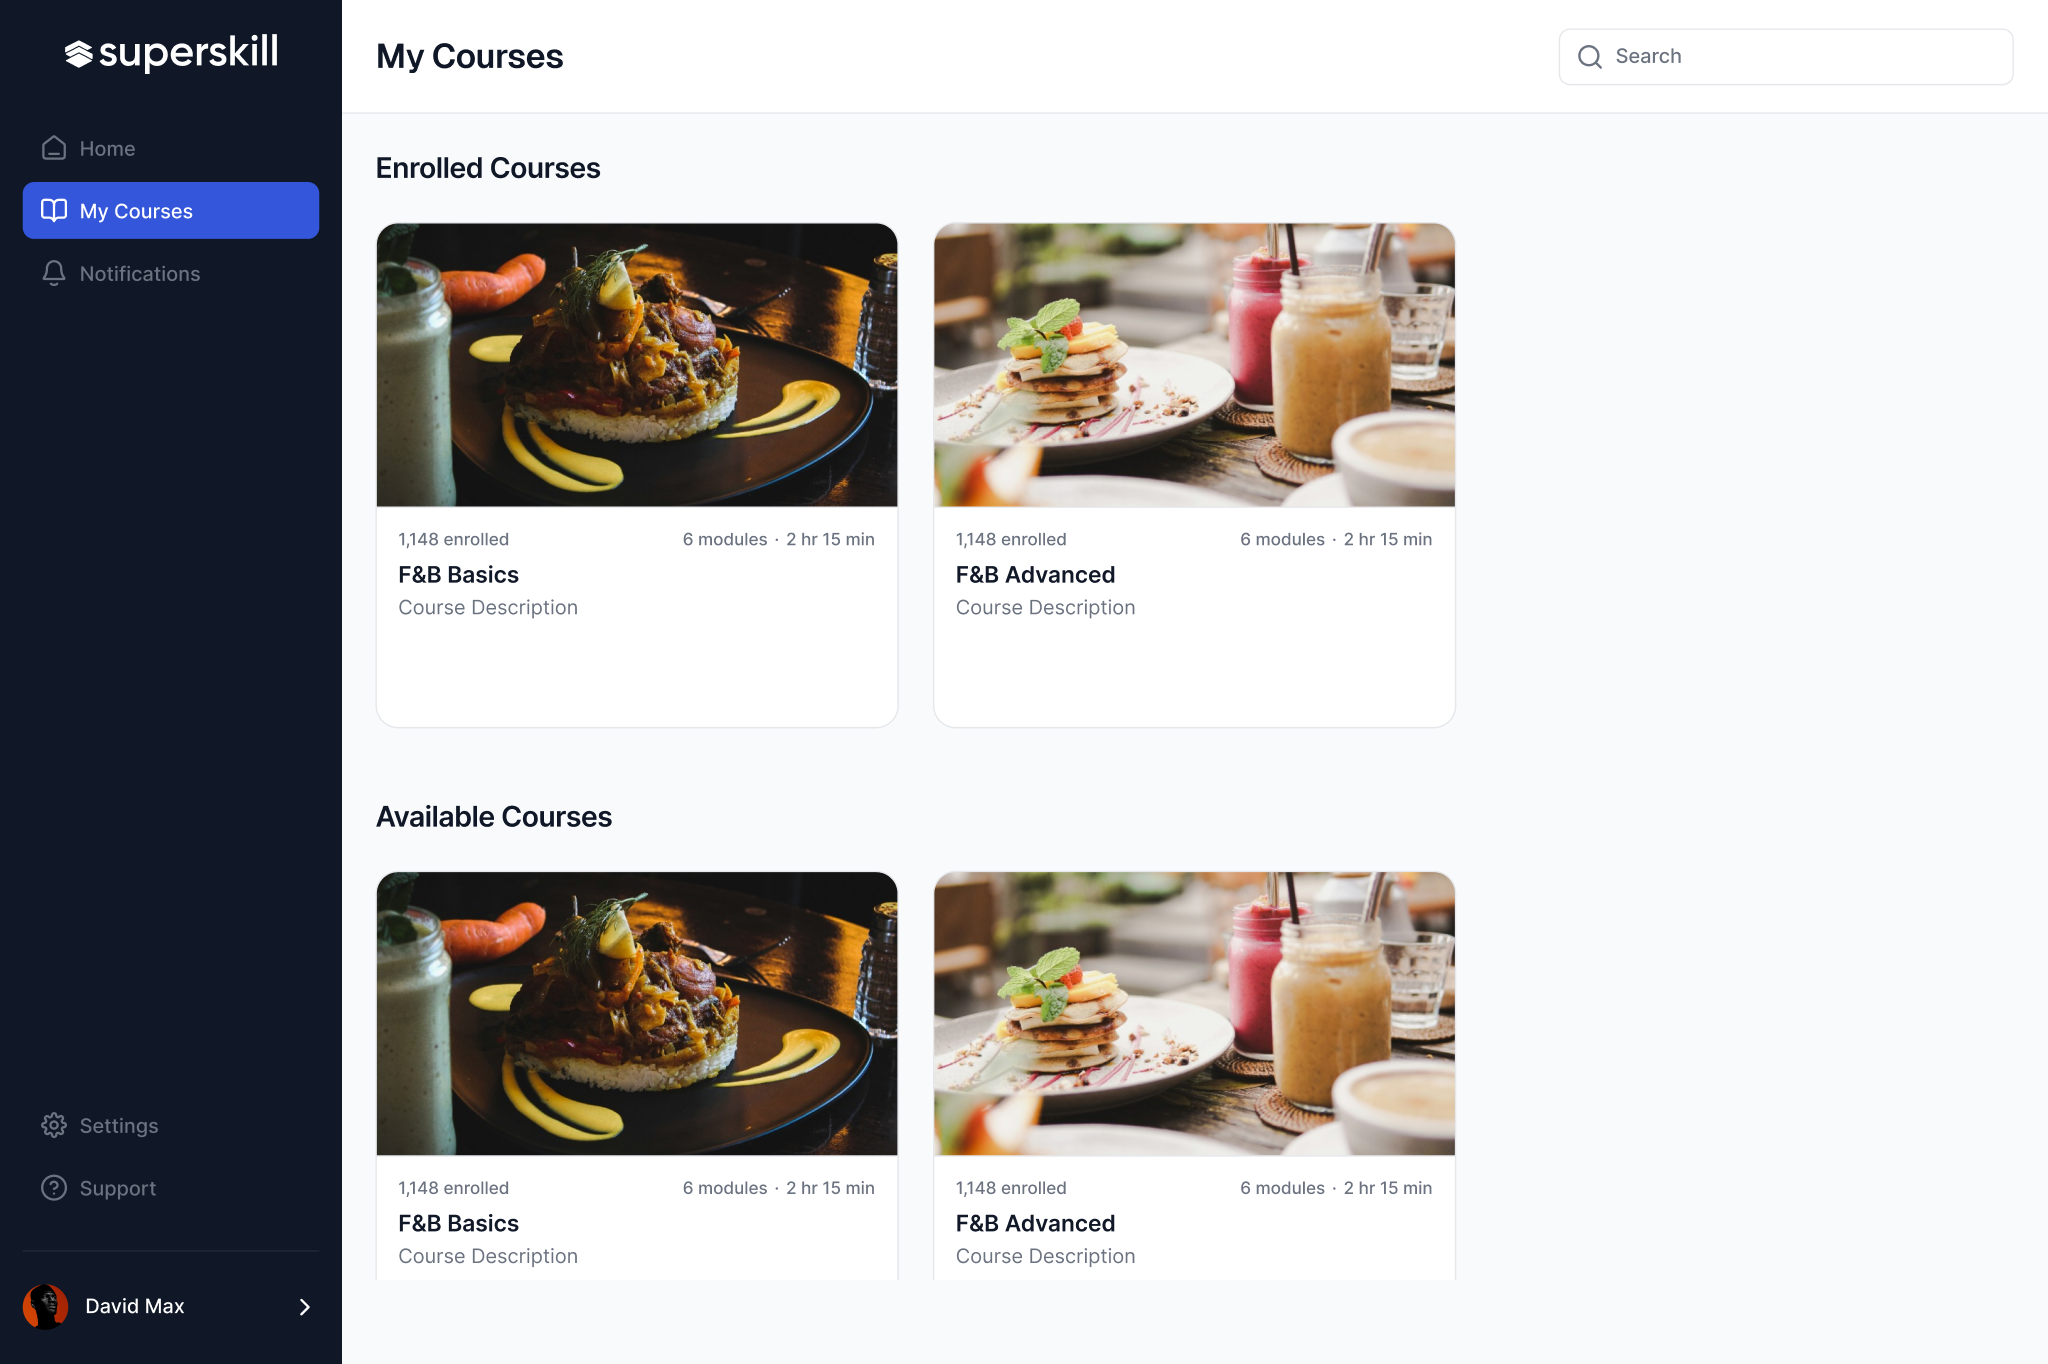 superskill
Home
My Courses
Notifications
Settings
Support
David Max
My Courses
Search
Enrolled Courses
1,148 enrolled
6 modules · 2 hr 15 min
F&B Basics
Course Description
1,148 enrolled
6 modules · 2 hr 15 min
F&B Advanced
Course Description
Available Courses
1,148 enrolled
6 modules · 2 hr 15 min
F&B Basics
Course Description
1,148 enrolled
6 modules · 2 hr 15 min
F&B Advanced
Course Description